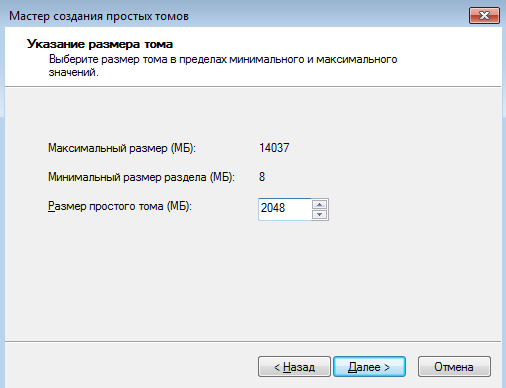 Мастер создания простых томов
Указание размера тома
Выберите размер тома в пределах минимального и максимального
значений.
Максимальный размер (МБ): 14037
Минимальный размер раздела (МБ): 8
Размер простого тома (МБ): 2048
< Назад Далее > Отмена